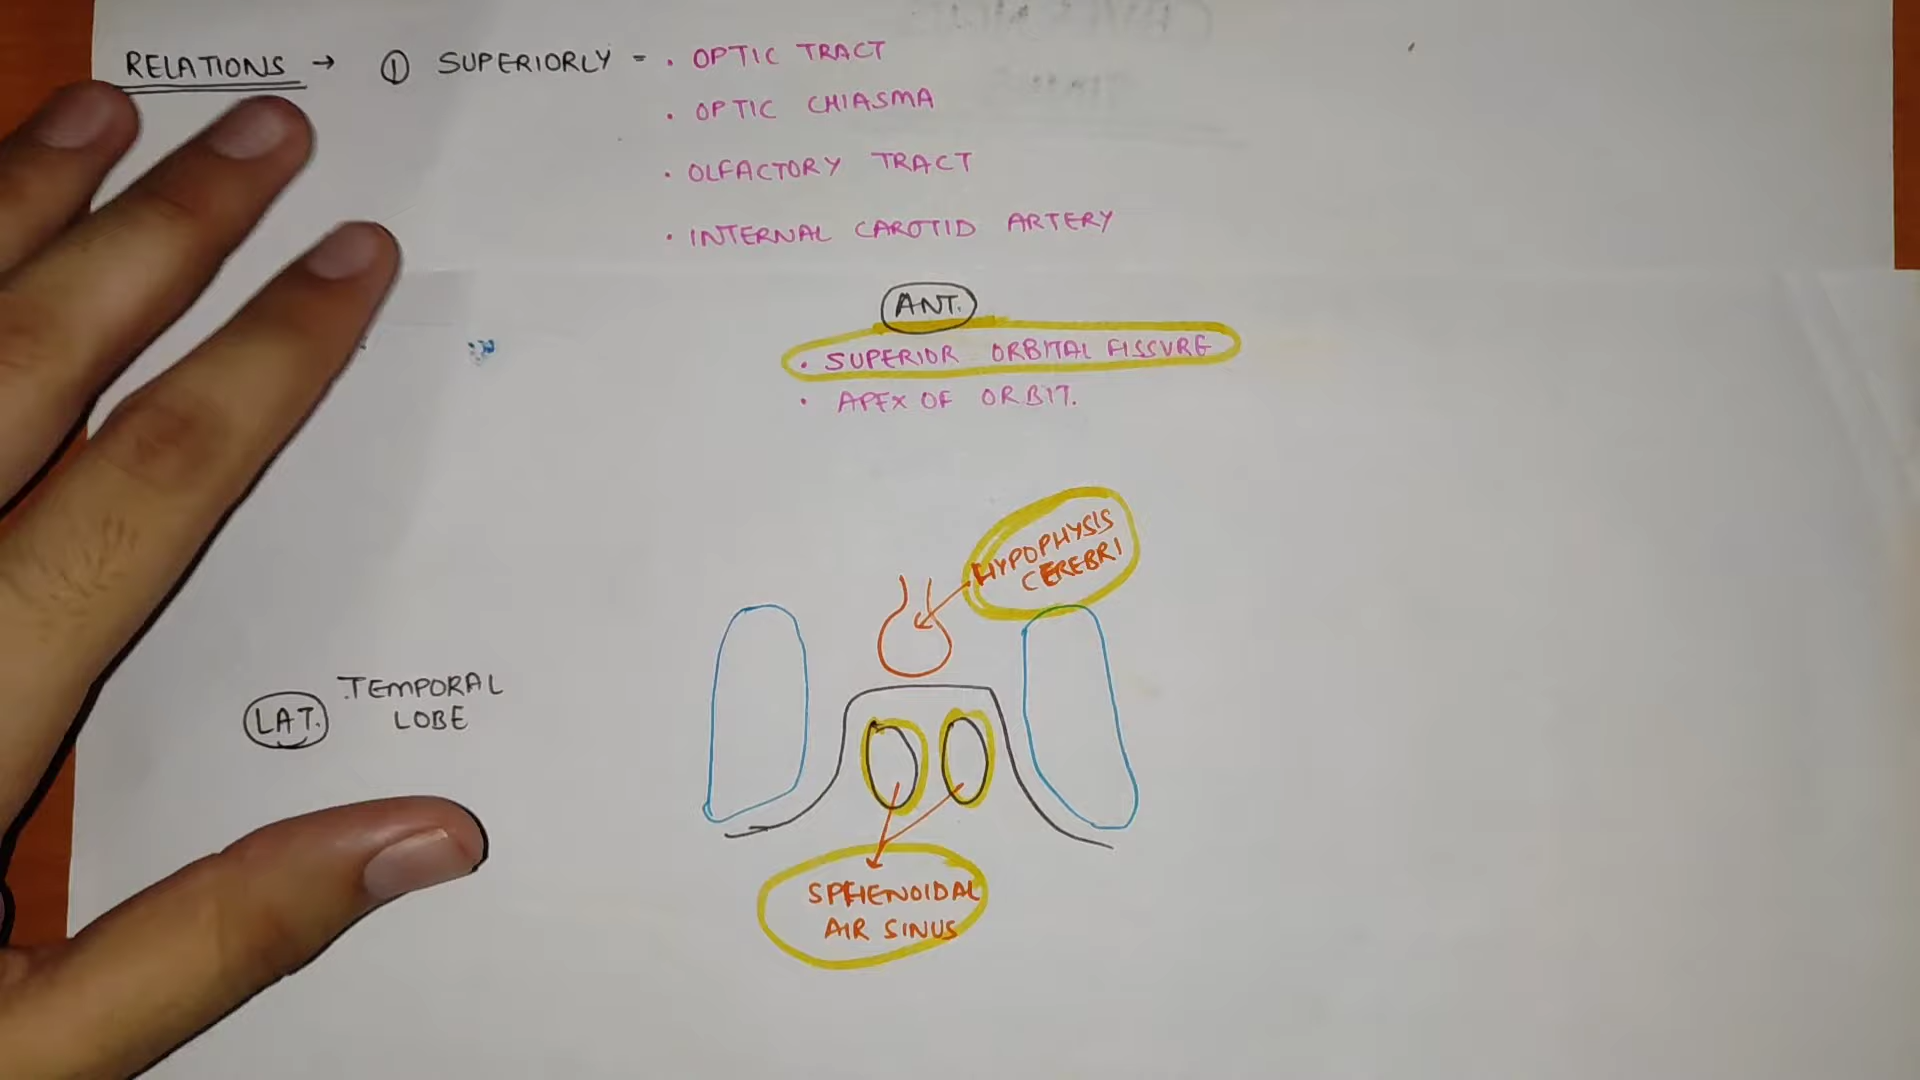 RELATIONS → ① SUPERIORLY - • OPTIC TRACT
• OPTIC CHIASMA
• OLFACTORY TRACT
• INTERNAL CAROTID ARTERY
ANT.
• SUPERIOR ORBITAL FISSURE
• APEX OF ORBIT.
HYPOPHYSIS
CEREBRI
LAT. TEMPORAL
LOBE
SPHENOIDAL
AIR SINUS